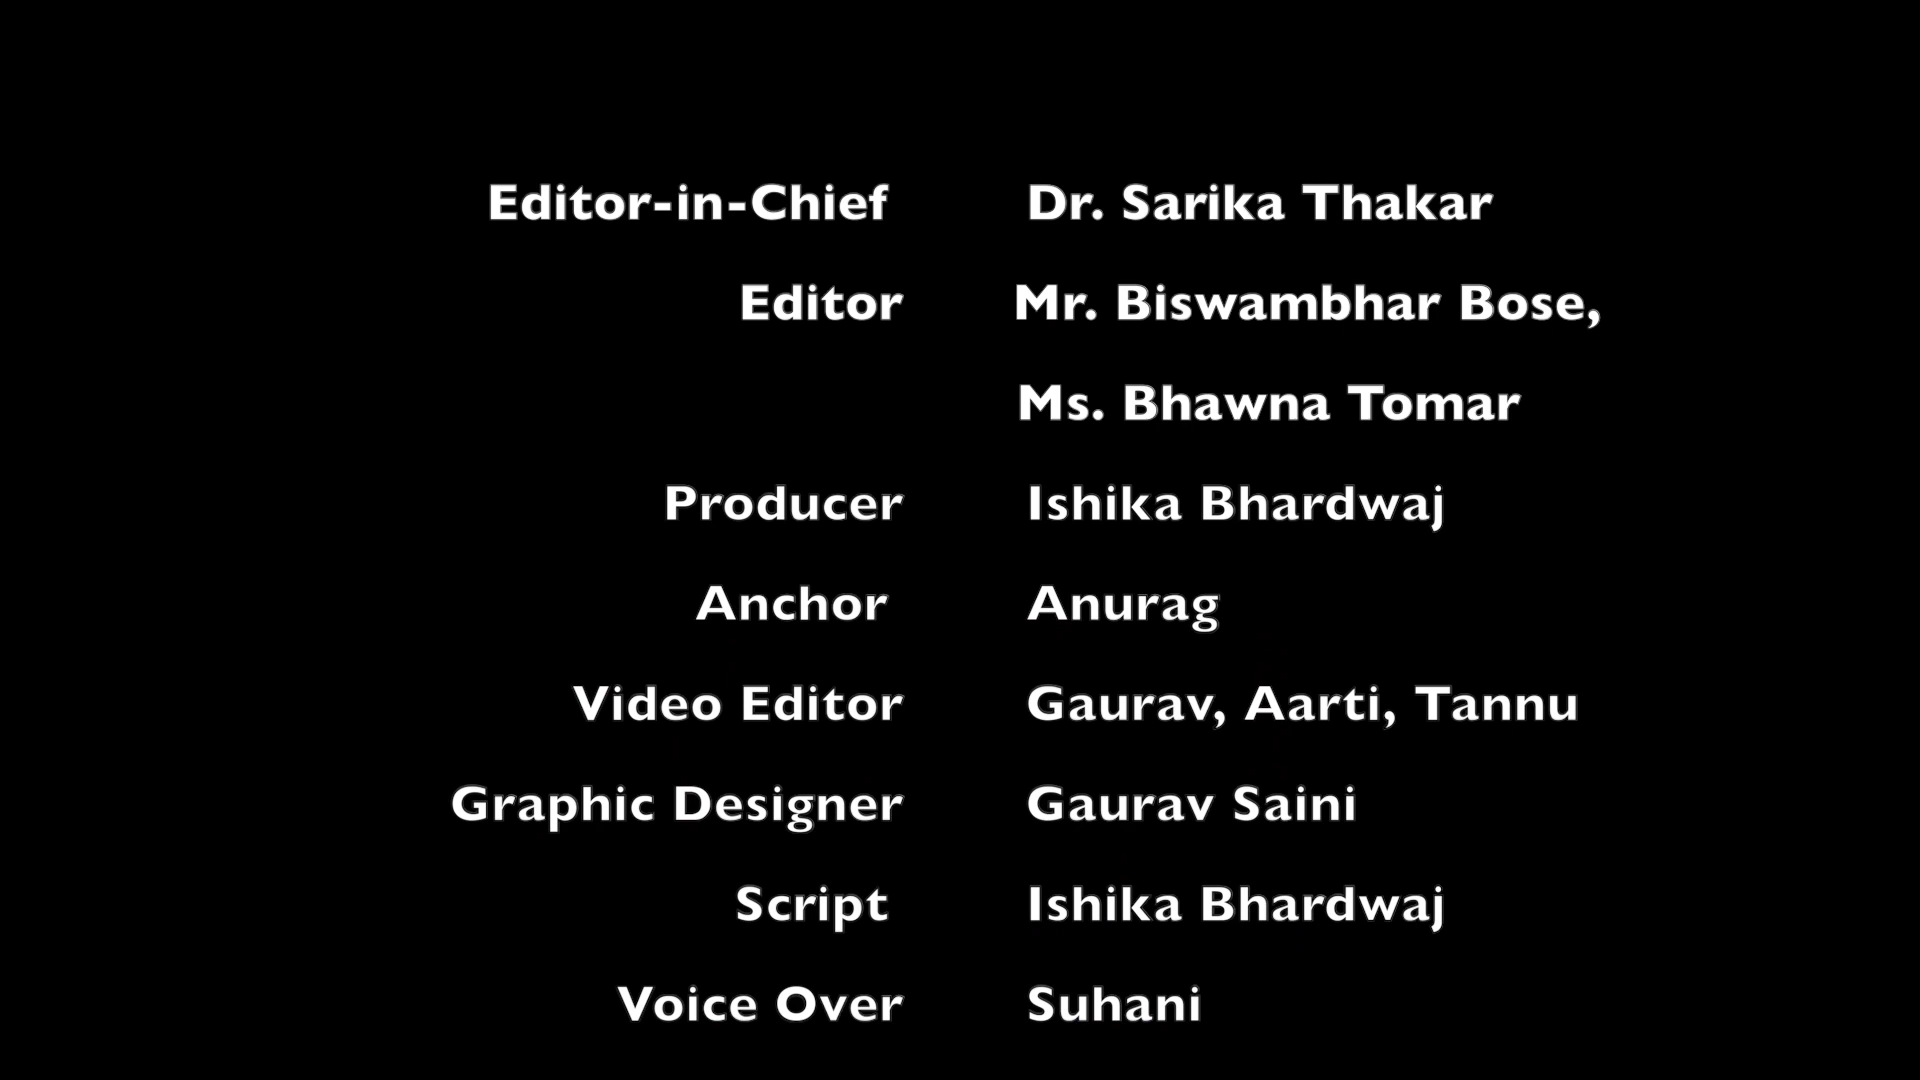 Editor-in-Chief Dr. Sarika Thakar
Editor Mr. Biswambhar Bose,
Ms. Bhawna Tomar
Producer Ishika Bhardwaj
Anchor Anurag
Video Editor Gaurav, Aarti, Tannu
Graphic Designer Gaurav Saini
Script Ishika Bhardwaj
Voice Over Suhani